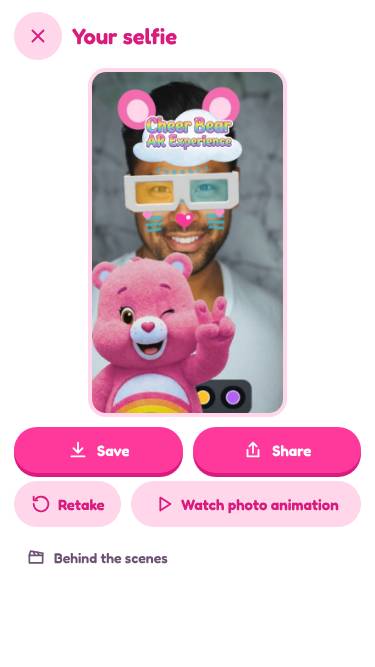 Your selfie
Cheer Bear
AR Experience
Save
Share
Retake
Watch photo animation
Behind the scenes